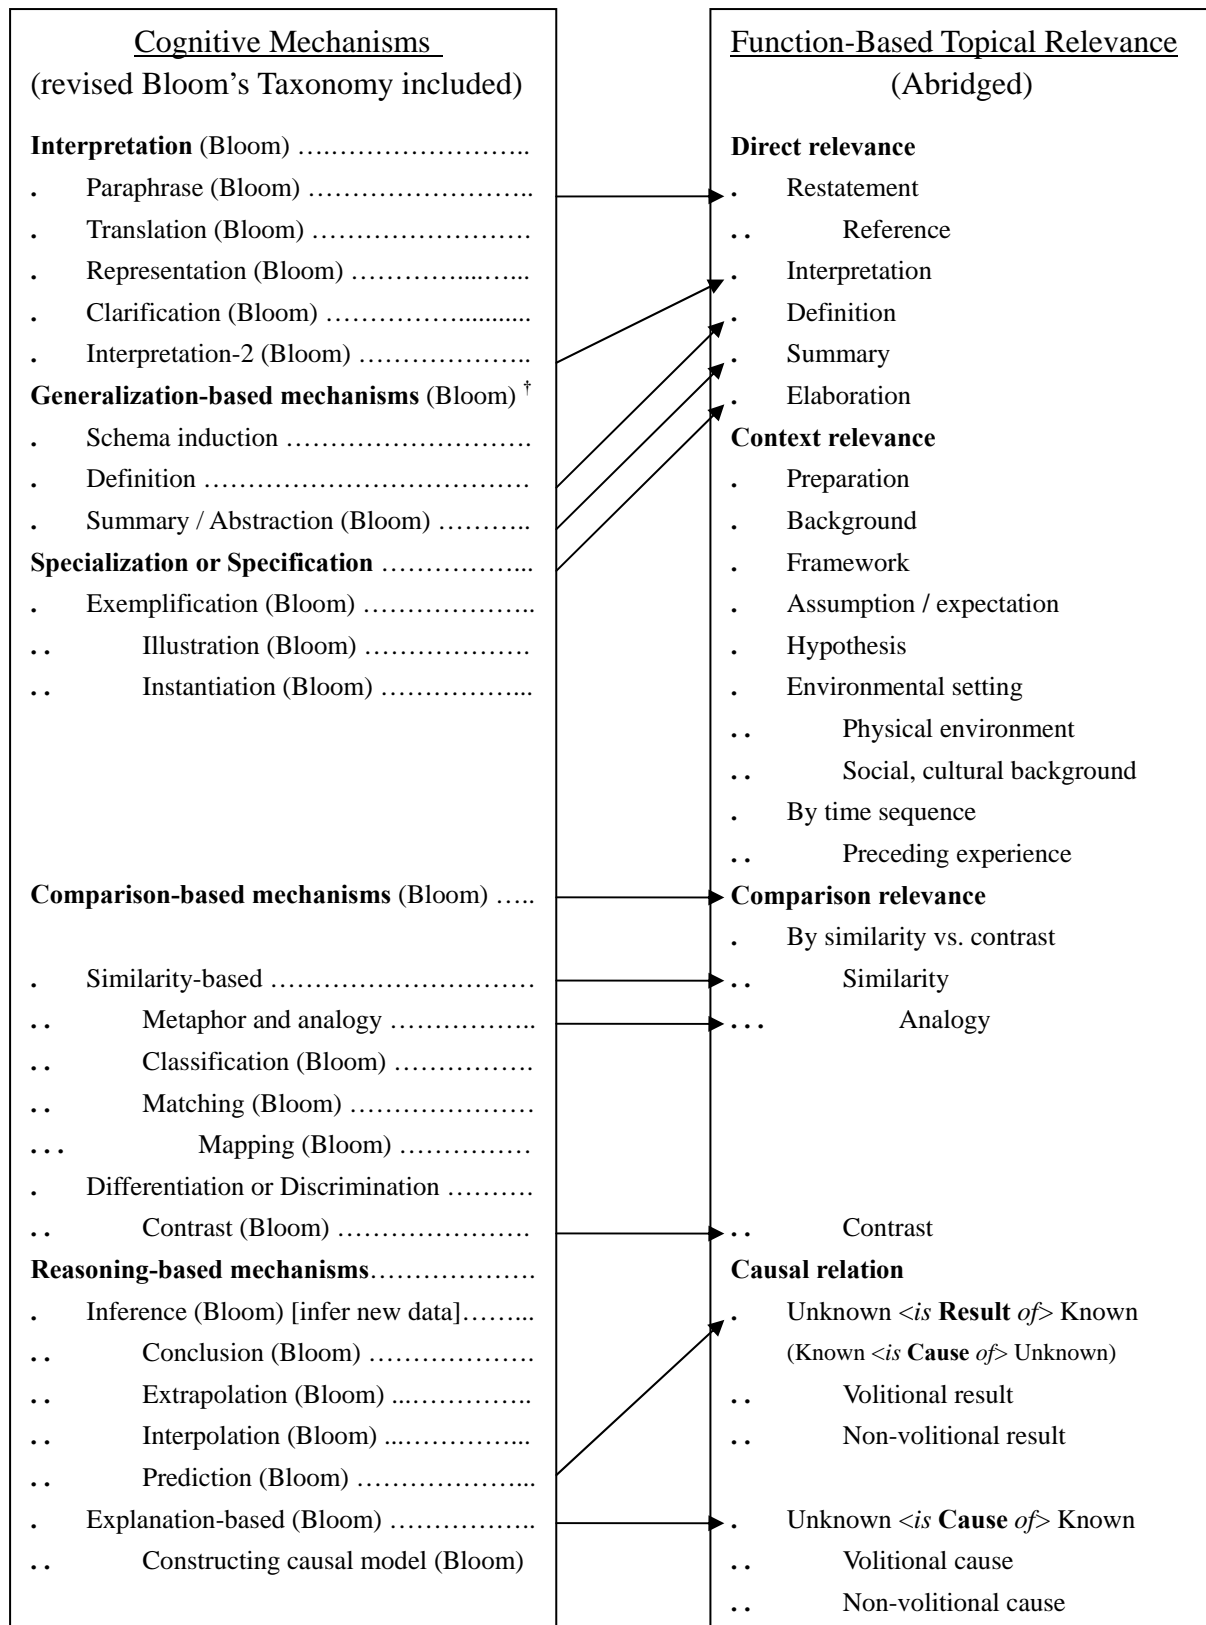 Cognitive Mechanisms
(revised Bloom's Taxonomy included)
Interpretation (Bloom) ….…………………..
. Paraphrase (Bloom) …………………...
. Translation (Bloom) ………………….
. Representation (Bloom) …………....…...
. Clarification (Bloom) ……………...........
. Interpretation-2 (Bloom) ……………..
Generalization-based mechanisms (Bloom) †
. Schema induction …………………….
. Definition …………………………….
. Summary / Abstraction (Bloom) ………..
Specialization or Specification ……………...
. Exemplification (Bloom) ………………...
. . Illustration (Bloom) …………….
. . Instantiation (Bloom) …………...
Comparison-based mechanisms (Bloom) …..
. Similarity-based ………………………
. . Metaphor and analogy …………..
. . Classification (Bloom) ………….
. . Matching (Bloom) ………………
. . . Mapping (Bloom) ……………
. Differentiation or Discrimination ……….
. . Contrast (Bloom) ……………….
Reasoning-based mechanisms……………….
. Inference (Bloom) [infer new data]……...
. . Conclusion (Bloom) …………….
. . Extrapolation (Bloom) ...………..
. . Interpolation (Bloom) ...………...
. . Prediction (Bloom) ……………...
. Explanation-based (Bloom) …………..
. . Constructing causal model (Bloom)
Function-Based Topical Relevance
(Abridged)
Direct relevance
. Restatement
. . Reference
. Interpretation
. Definition
. Summary
. Elaboration
Context relevance
. Preparation
. Background
. Framework
. Assumption / expectation
. Hypothesis
. Environmental setting
. . Physical environment
. . Social, cultural background
. By time sequence
. . Preceding experience
Comparison relevance
. By similarity vs. contrast
. . Similarity
. . . Analogy
. . Contrast
Causal relation
. Unknown <is Result of> Known
(Known <is Cause of> Unknown)
. . Volitional result
. . Non-volitional result
. Unknown <is Cause of> Known
. . Volitional cause
. . Non-volitional cause